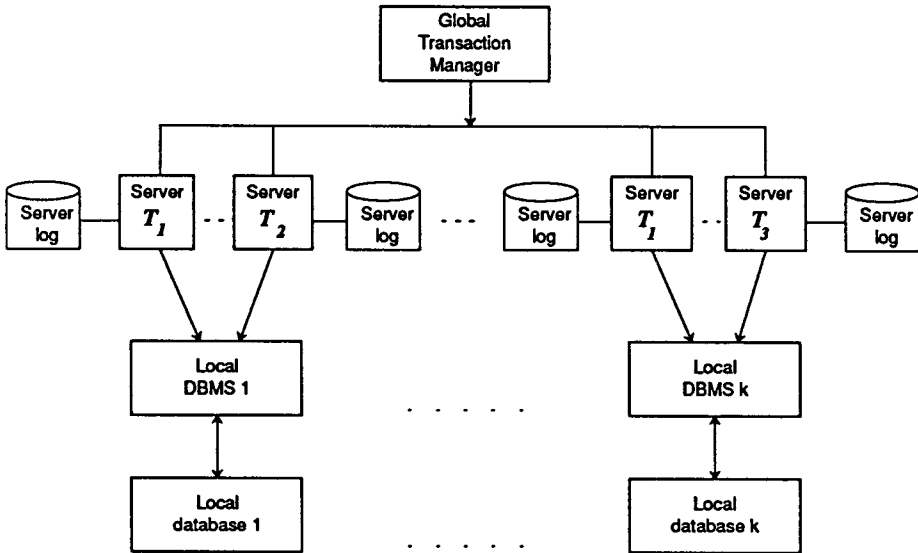 Global
Transaction
Manager
Server
log
Server
T1
Server
T2
Server
log
Server
log
Server
T1
Server
T3
Server
log
Local
DBMS 1
Local
DBMS k
Local
database 1
Local
database k